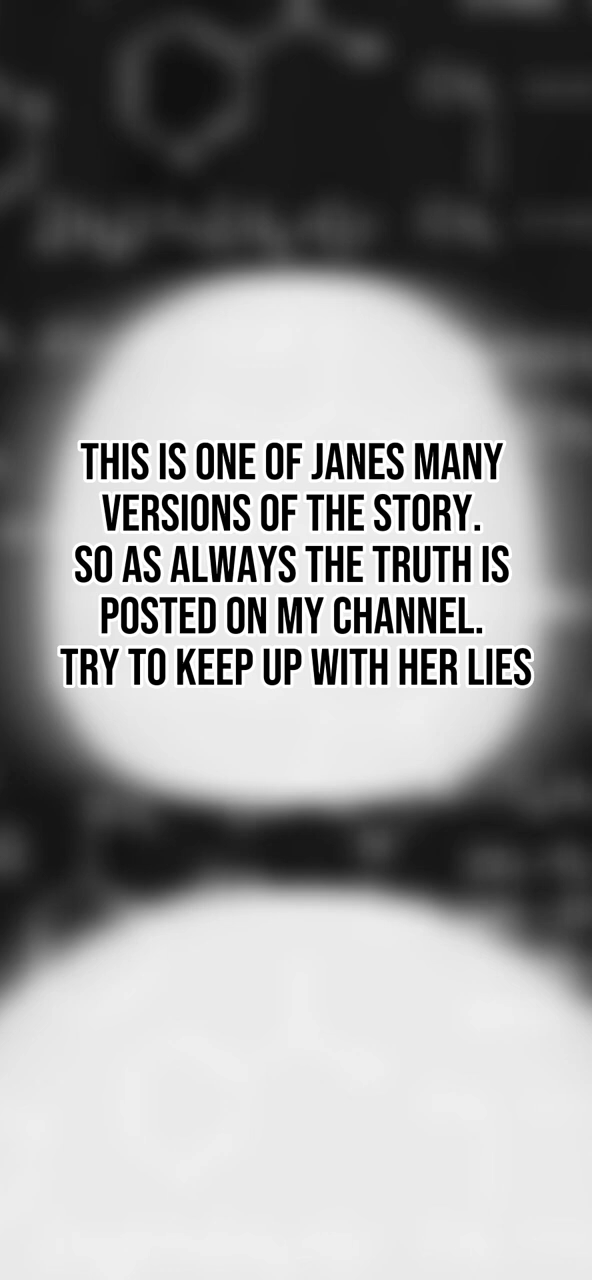 THIS IS ONE OF JANES MANY
VERSIONS OF THE STORY.
SO AS ALWAYS THE TRUTH IS
POSTED ON MY CHANNEL.
TRY TO KEEP UP WITH HER LIES